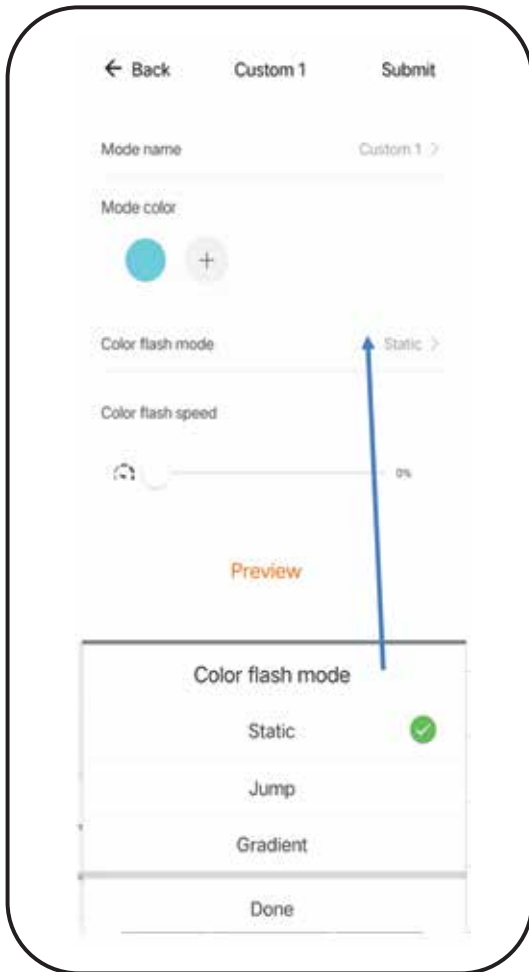 ← Back Custom 1 Submit
Mode name Custom 1 >
Mode color
+
Color flash mode Static >
Color flash speed
0%
Preview
Color flash mode
Static
Jump
Gradient
Done